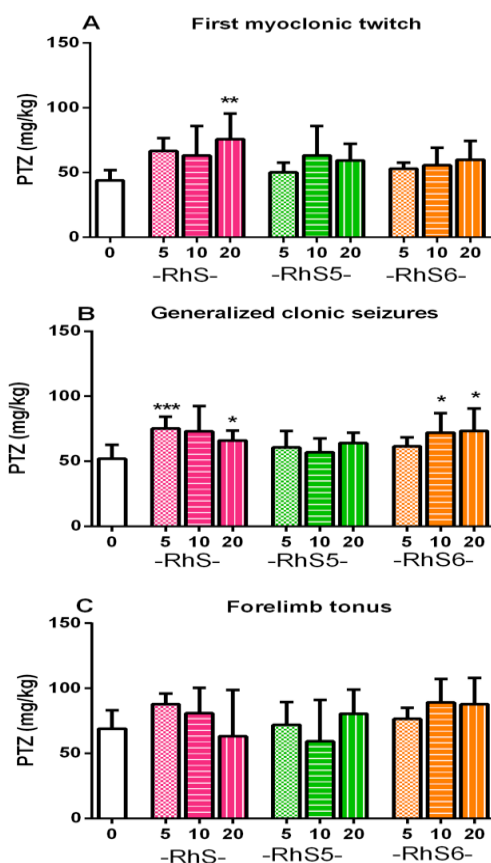 A First myoclonic twitch
150
100
50
0
PTZ (mg/kg)
**
0 5 10 20 5 10 20 5 10 20
-RhS- -RhS5- -RhS6-
B Generalized clonic seizures
150
100
50
0
PTZ (mg/kg)
*** * * *
0 5 10 20 5 10 20 5 10 20
-RhS- -RhS5- -RhS6-
C Forelimb tonus
150
100
50
0
PTZ (mg/kg)
0 5 10 20 5 10 20 5 10 20
-RhS- -RhS5- -RhS6-